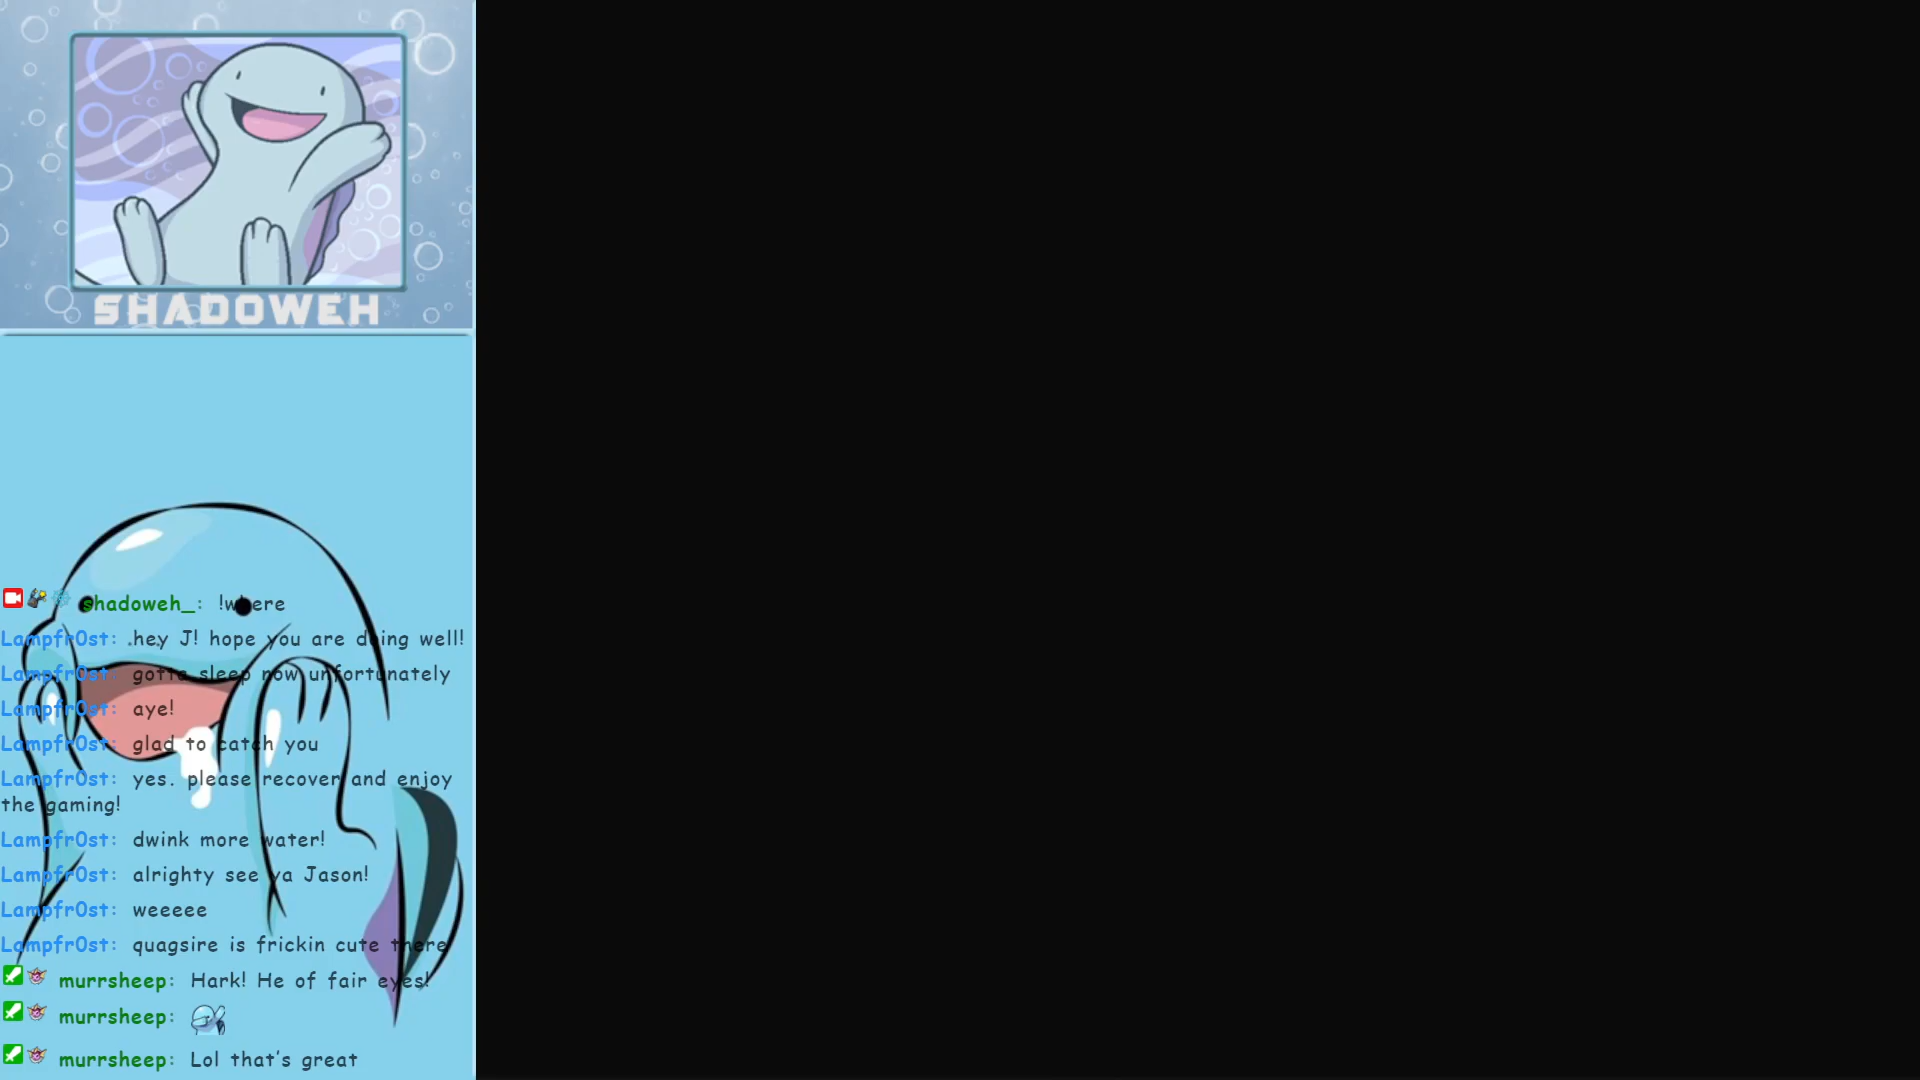 SHADOWEH
shadoweh_: !where
Lampfr0st: .hey J! hope you are doing well!
Lampfr0st: gotta sleep now unfortunately
Lampfr0st: aye!
Lampfr0st: glad to catch you
Lampfr0st: yes. please recover and enjoy
the gaming!
Lampfr0st: dwink more water!
Lampfr0st: alrighty see ya Jason!
Lampfr0st: weeeee
Lampfr0st: quagsire is frickin cute there
murrsheep: Hark! He of fair eyes!
murrsheep:
murrsheep: Lol that's great